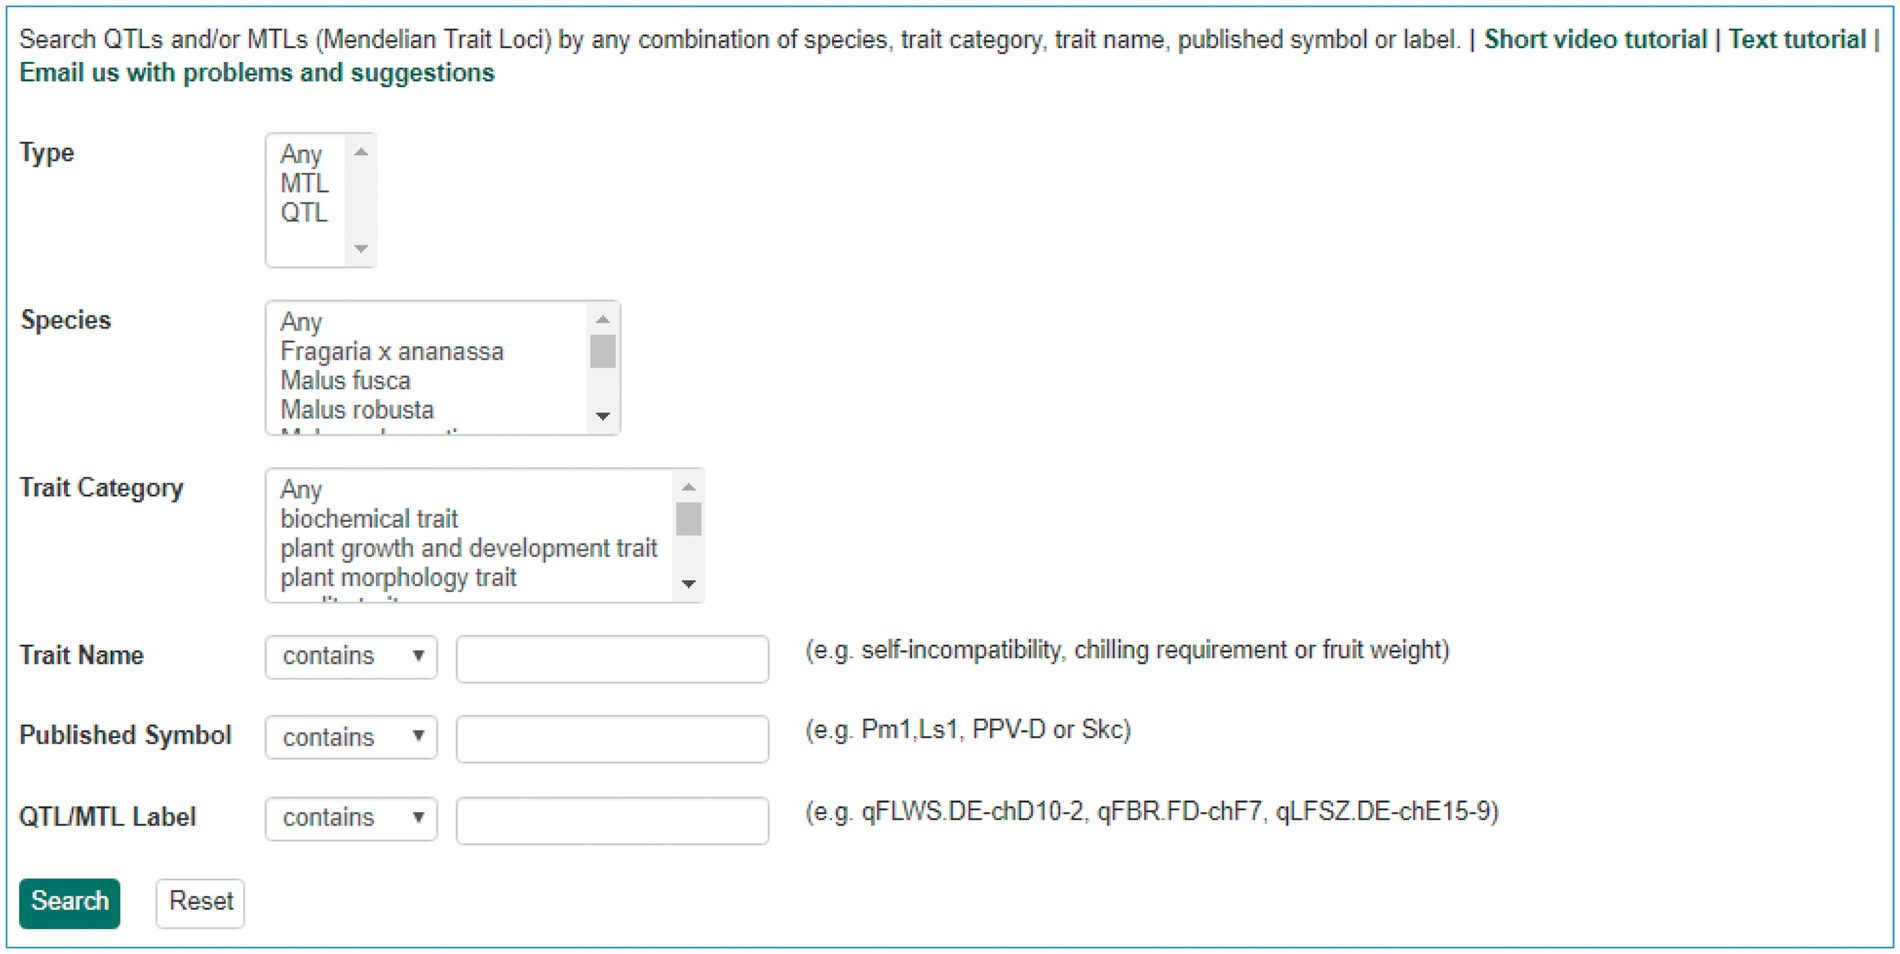 Search QTLs and/or MTLs (Mendelian Trait Loci) by any combination of species, trait category, trait name, published symbol or label. | Short video tutorial | Text tutorial |
Email us with problems and suggestions
Type
Any
MTL
QTL
Species
Any
Fragaria x ananassa
Malus fusca
Malus robusta
Trait Category
Any
biochemical trait
plant growth and development trait
plant morphology trait
Trait Name contains (e.g. self-incompatibility, chilling requirement or fruit weight)
Published Symbol contains (e.g. Pm1,Ls1, PPV-D or Skc)
QTL/MTL Label contains (e.g. qFLWS.DE-chD10-2, qFBR.FD-chF7, qLFSZ.DE-chE15-9)
Search Reset